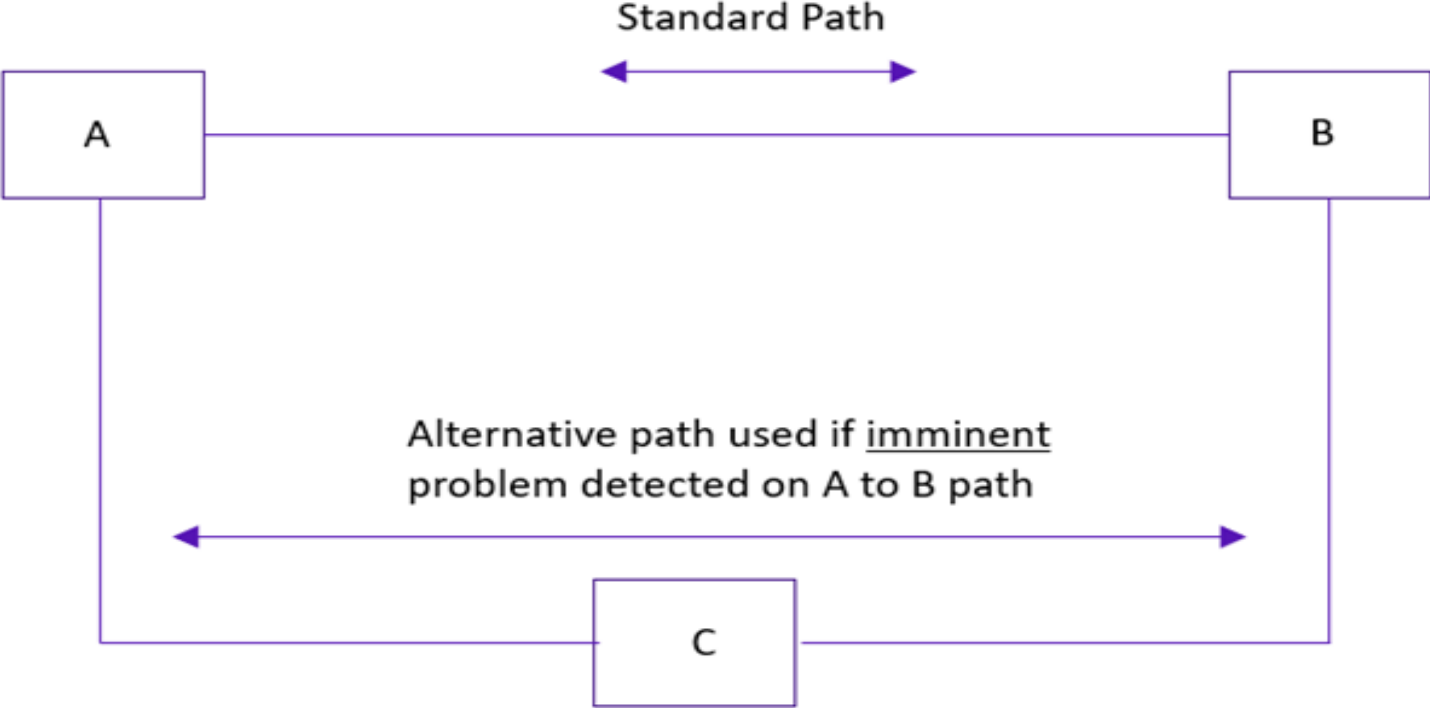 Standard Path
A
B
Alternative path used if imminent
problem detected on A to B path
C